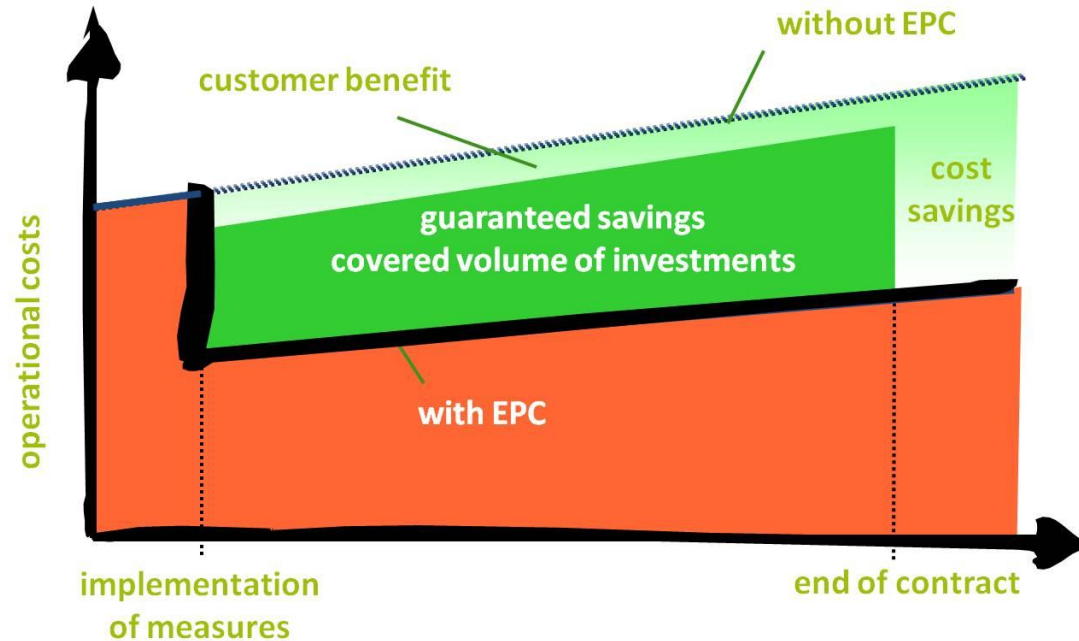 without EPC
customer benefit
cost
savings
guaranteed savings
covered volume of investments
operational costs
with EPC
implementation
of measures
end of contract